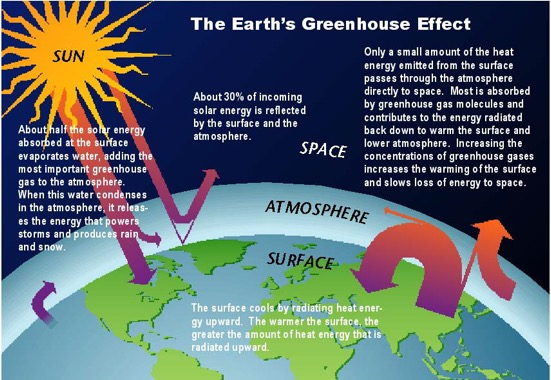 The Earth's Greenhouse Effect
SUN
Only a small amount of the heat
energy emitted from the surface
passes through the atmosphere
directly to space. Most is absorbed
by greenhouse gas molecules and
contributes to the energy radiated
back down to warm the surface and
lower atmosphere. Increasing the
concentrations of greenhouse gases
increases the warming of the surface
and slows loss of energy to space.
About 30% of incoming
solar energy is reflected
by the surface and the
atmosphere.
SPACE
About half the solar energy
absorbed at the surface
evaporates water, adding the
most important greenhouse
gas to the atmosphere.
When this water condenses
in the atmosphere, it releas-
es the energy that powers
storms and produces rain
and snow.
ATMOSPHERE
SURFACE
The surface cools by radiating heat ener-
gy upward. The warmer the surface, the
greater the amount of heat energy that is
radiated upward.